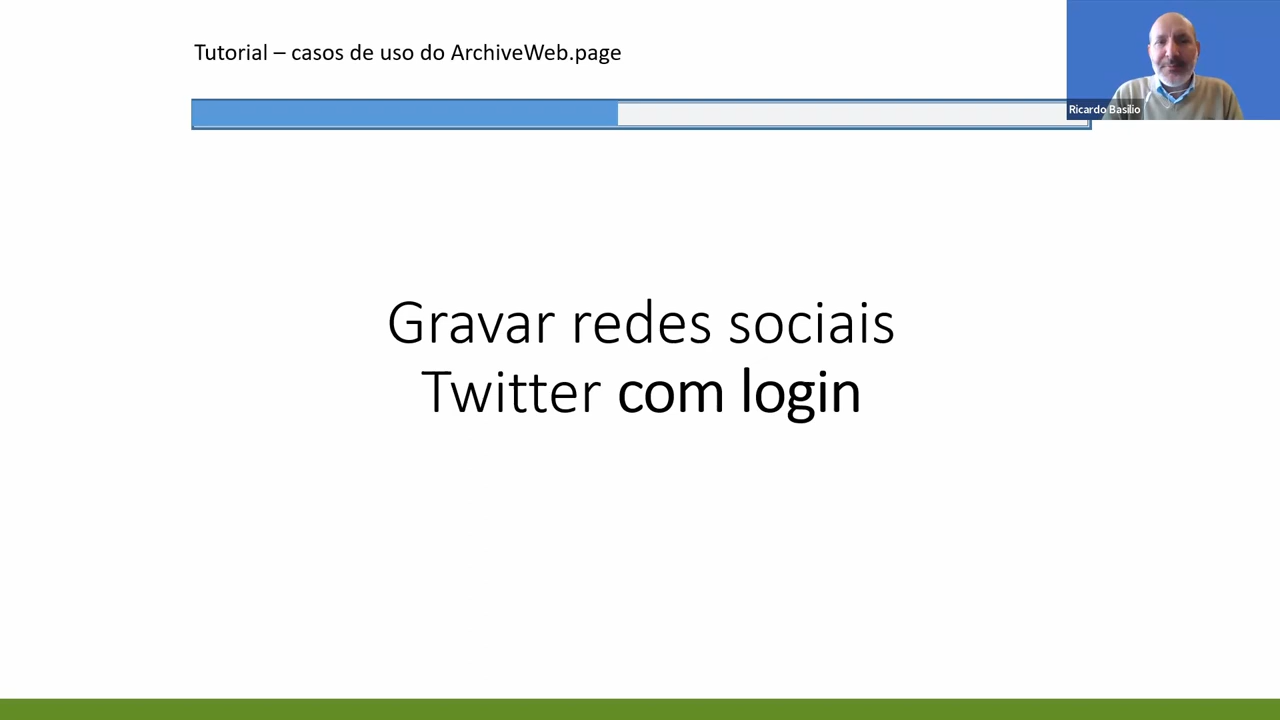 Tutorial – casos de uso do ArchiveWeb.page
Ricardo Basílio
Gravar redes sociais
Twitter com login